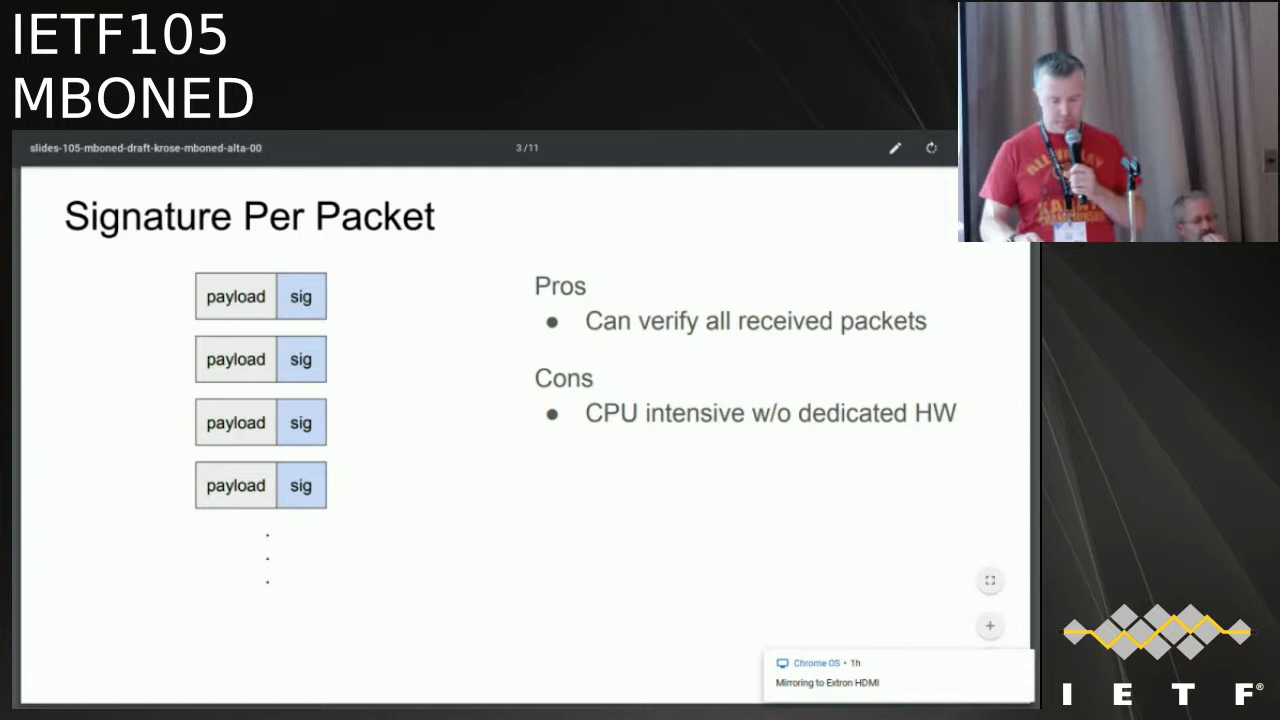 IETF105
MBONED
slides-105-mboned-draft-krose-mboned-alta-00
3 / 11
Signature Per Packet
payload sig
payload sig
payload sig
payload sig
Pros
● Can verify all received packets
Cons
● CPU intensive w/o dedicated HW
Chrome OS • 1h
Mirroring to Extron HDMI
I E T F®